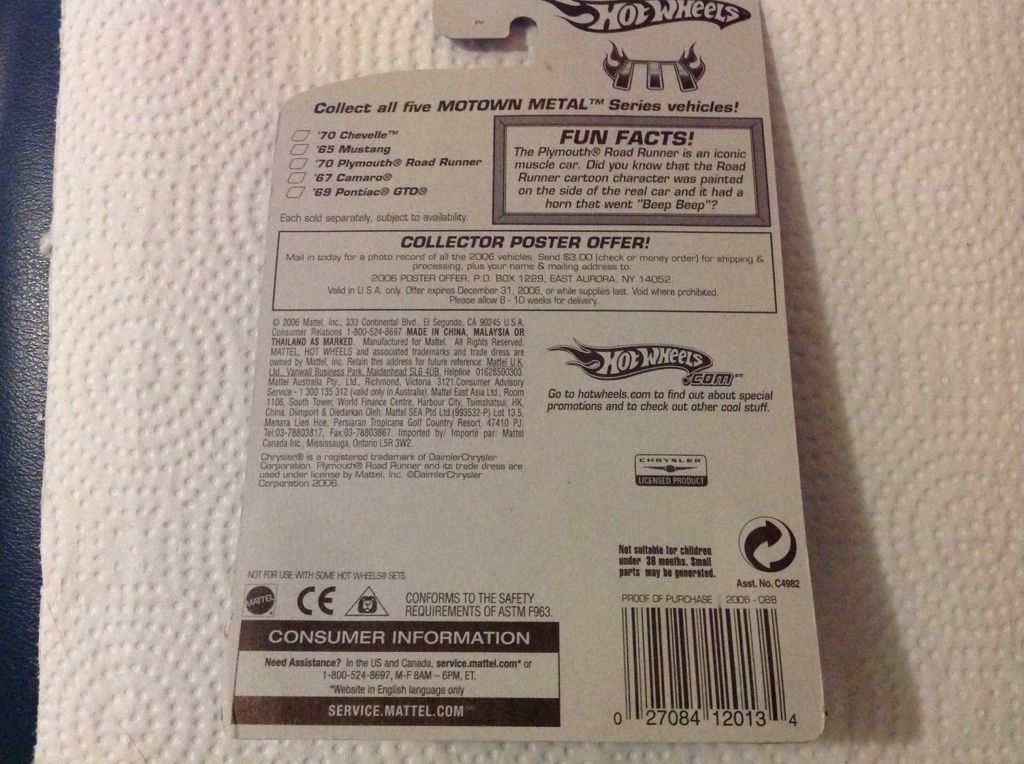 HOT WHEELS
Collect all five MOTOWN METAL™ Series vehicles!
'70 Chevelle™
'65 Mustang
'70 Plymouth® Road Runner
'67 Camaro®
'69 Pontiac® GTO®
Each sold separately, subject to availability.
FUN FACTS!
The Plymouth® Road Runner is an iconic
muscle car. Did you know that the Road
Runner cartoon character was painted
on the side of the real car and it had a
horn that went "Beep Beep"?
COLLECTOR POSTER OFFER!
Mail in today for a photo record of all the 2006 vehicles. Send $3.00 (check or money order) for shipping &
processing, plus your name & mailing address to:
2006 POSTER OFFER, P.O. BOX 1229, EAST AURORA, NY 14052
Valid in U.S.A. only. Offer expires December 31, 2006, or while supplies last. Void where prohibited.
Please allow 8 - 10 weeks for delivery.
© 2006 Mattel, Inc., 333 Continental Blvd., El Segundo, CA 90245 U.S.A.
Consumer Relations 1-800-524-8697 MADE IN CHINA, MALAYSIA OR
THAILAND AS MARKED. Manufactured for Mattel. All Rights Reserved.
MATTEL, HOT WHEELS and associated trademarks and trade dress are
owned by Mattel, Inc. Retain this address for future reference: Mattel U.K.
Ltd., Vanwall Business Park, Maidenhead SL6 4UB, Helpline 01628500303.
Mattel Australia Pty., Ltd., Richmond, Victoria. 3121.Consumer Advisory
Service - 1 300 135 312 (valid only in Australia). Mattel East Asia Ltd., Room
1106, South Tower, World Finance Centre, Harbour City, Tsimshatsui, HK,
China. Diimport & Diedarkan Oleh: Mattel SEA Ptd Ltd.(993532-P) Lot 13.5,
Menara Lien Hoe, Persiaran Tropicana Golf Country Resort, 47410 PJ.
Tel:03-78803817, Fax:03-78803867. Imported by/ Importé par: Mattel
Canada Inc., Mississauga, Ontario L5R 3W2.
Chrysler® is a registered trademark of DaimlerChrysler
Corporation. Plymouth® Road Runner and its trade dress are
used under license by Mattel, Inc. ©DaimlerChrysler
Corporation 2006.
HOT WHEELS
.COM™
Go to hotwheels.com to find out about special
promotions and to check out other cool stuff.
CHRYSLER
LICENSED PRODUCT
Not suitable for children
under 36 months. Small
parts may be generated.
Asst. No. C4982
NOT FOR USE WITH SOME HOT WHEELS® SETS.
MATTEL
CE
CONFORMS TO THE SAFETY
REQUIREMENTS OF ASTM F963.
PROOF OF PURCHASE 2006 - 088
CONSUMER INFORMATION
Need Assistance? In the US and Canada, service.mattel.com* or
1-800-524-8697, M-F 8AM – 6PM, ET.
*Website in English language only
SERVICE.MATTEL.COM™
0 27084 12013 4